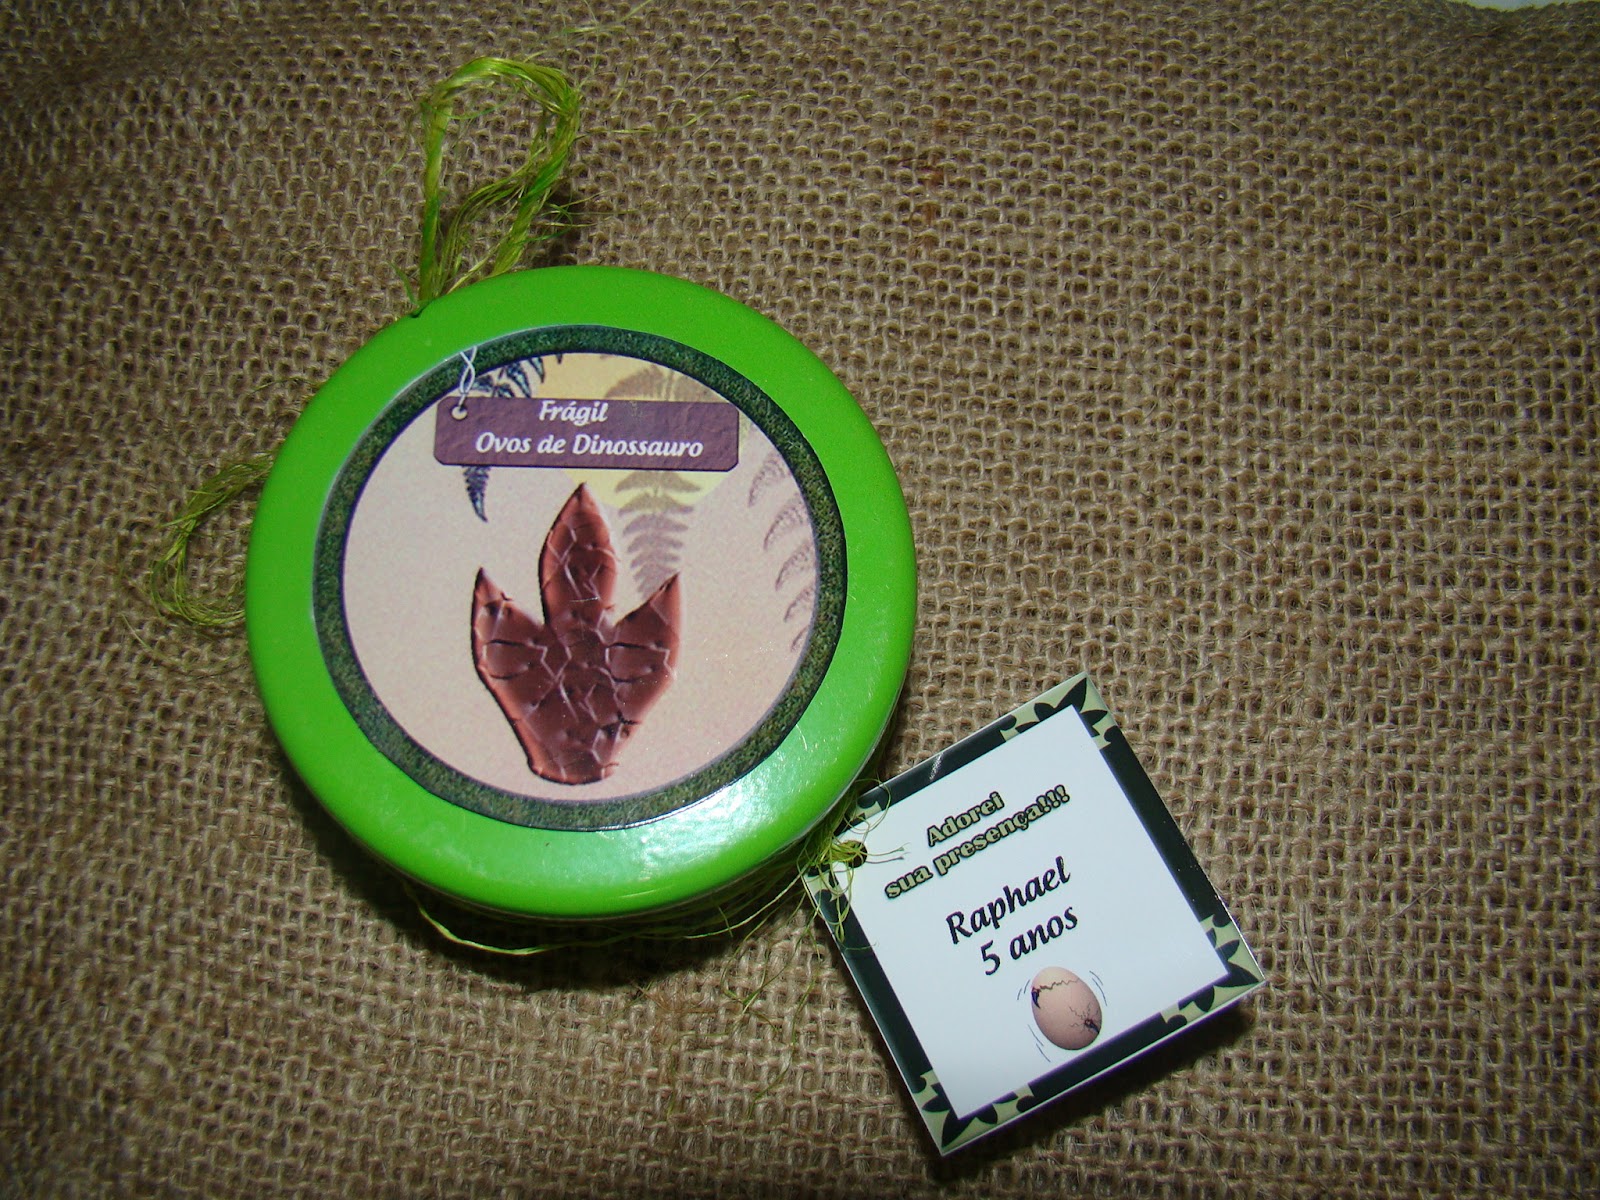 Frágil
Ovos de Dinossauro
Adorei
sua presença!!!
Raphael
5 anos